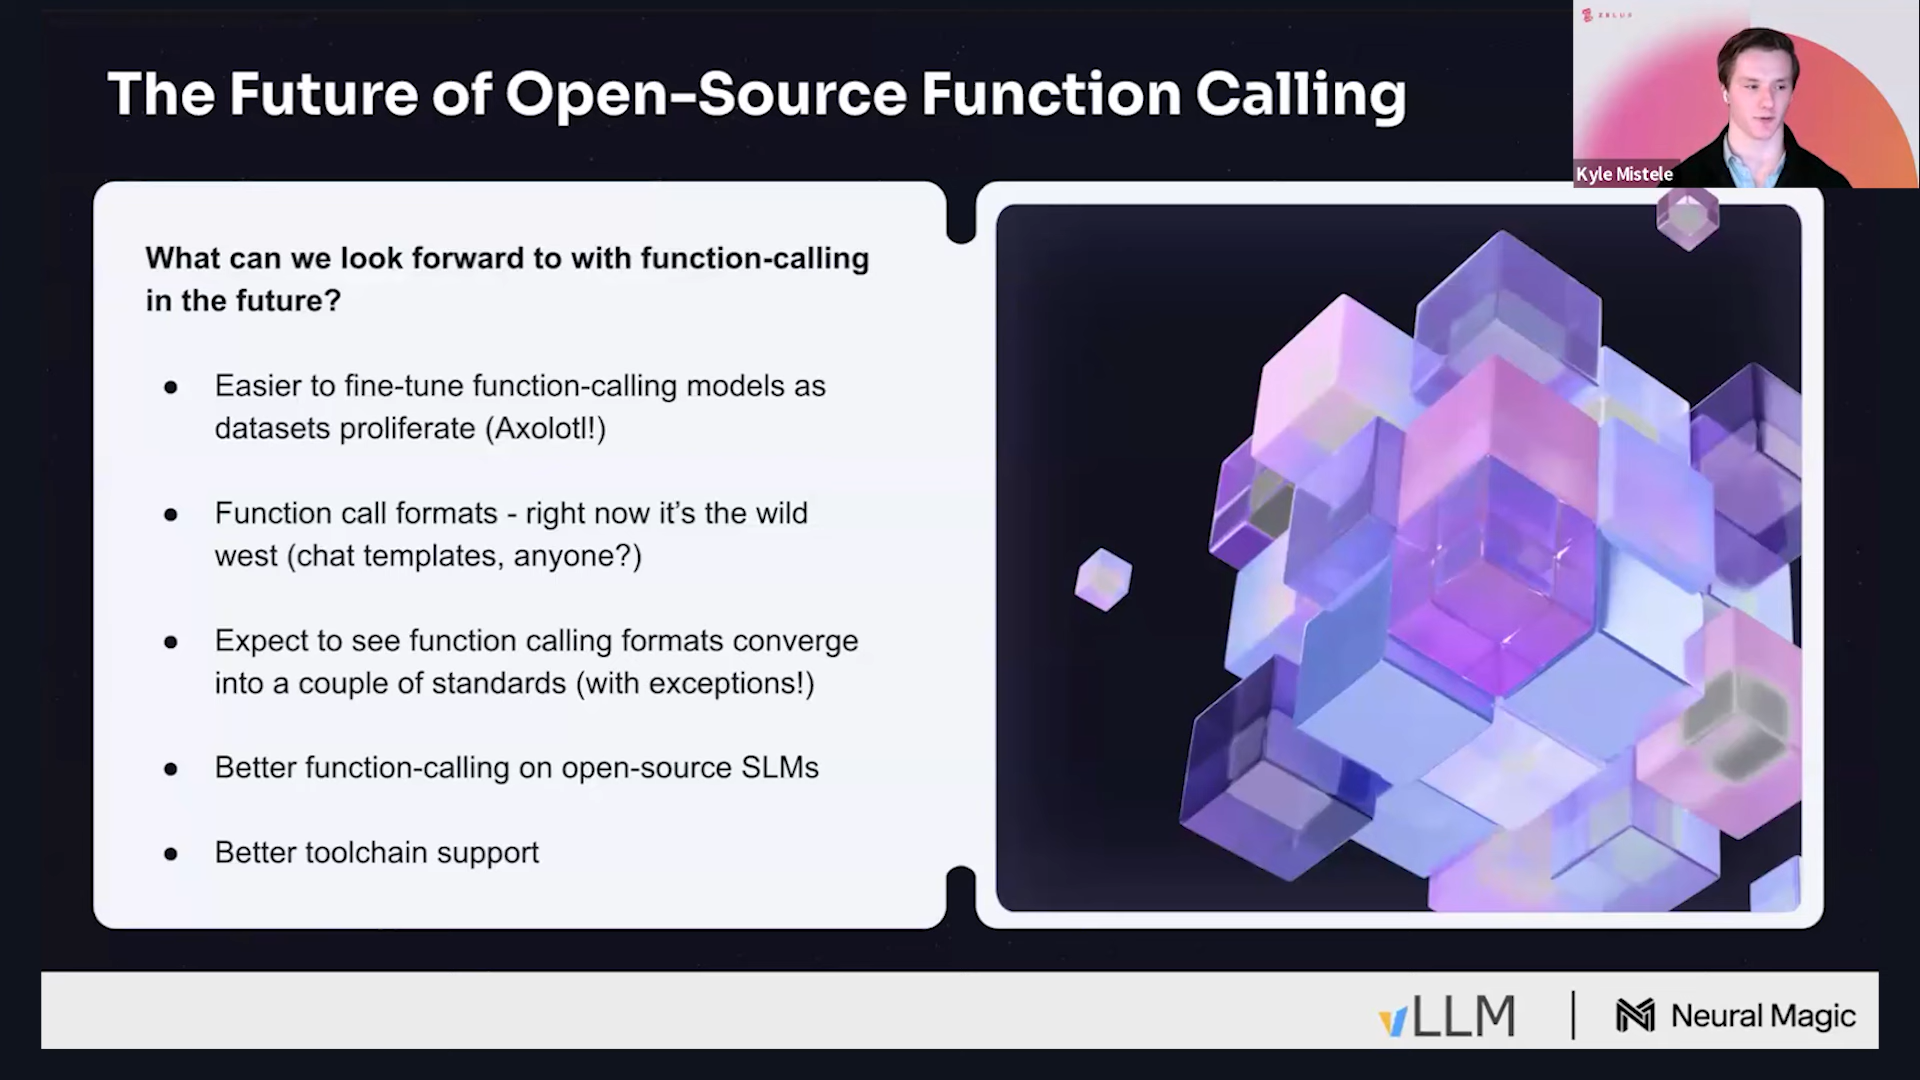 ZELUS
The Future of Open-Source Function Calling
Kyle Mistele
What can we look forward to with function-calling
in the future?
● Easier to fine-tune function-calling models as
datasets proliferate (Axolotl!)
● Function call formats - right now it’s the wild
west (chat templates, anyone?)
● Expect to see function calling formats converge
into a couple of standards (with exceptions!)
● Better function-calling on open-source SLMs
● Better toolchain support
vLLM
Neural Magic